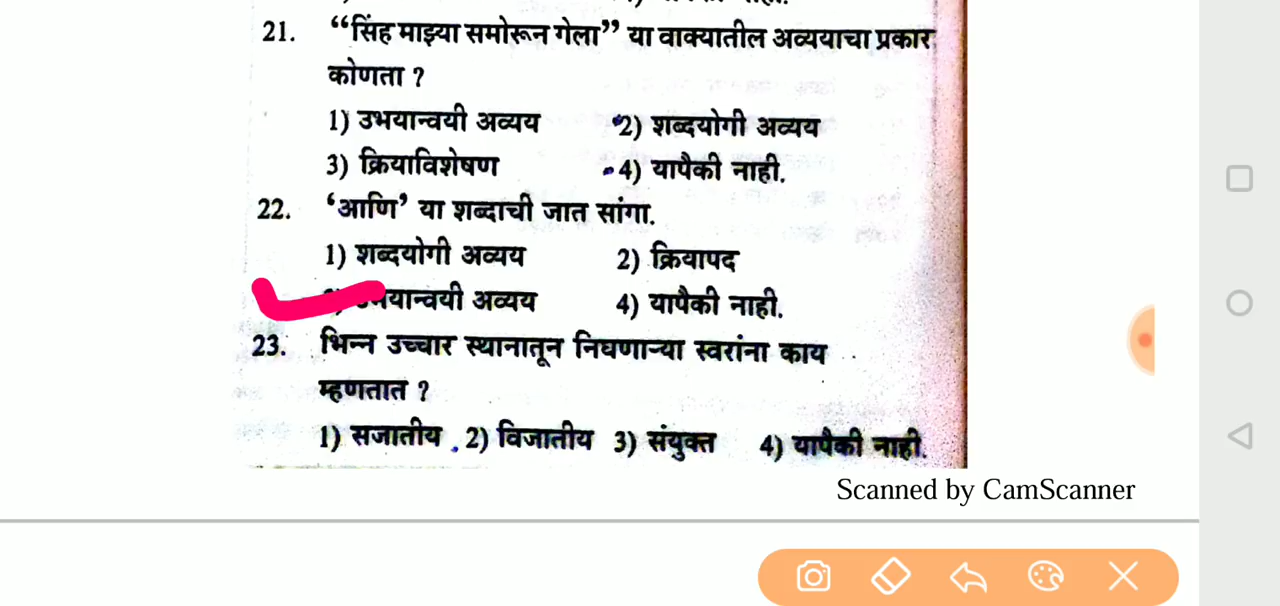 21. “सिंह माझ्या समोरून गेला” या वाक्यातील अव्ययाचा प्रकार
कोणता ?
1) उभयान्वयी अव्यय 2) शब्दयोगी अव्यय
3) क्रियाविशेषण 4) यापैकी नाही.
22. ‘आणि’ या शब्दाची जात सांगा.
1) शब्दयोगी अव्यय 2) क्रियापद
उभयान्वयी अव्यय 4) यापैकी नाही.
23. भिन्न उच्चार स्थानातून निघणाऱ्या स्वरांना काय
म्हणतात ?
1) सजातीय 2) विजातीय 3) संयुक्त 4) यापैकी नाही.
Scanned by CamScanner